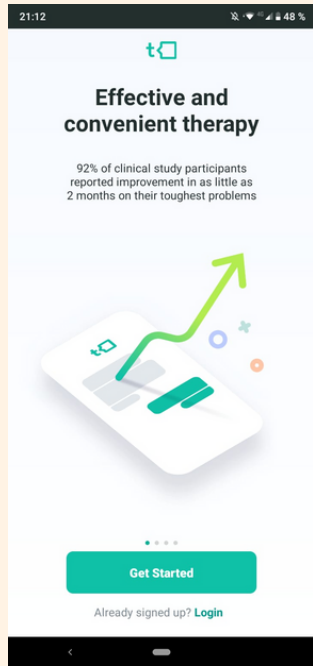 21:12
48 %
Effective and
convenient therapy
92% of clinical study participants
reported improvement in as little as
2 months on their toughest problems
Get Started
Already signed up? Login